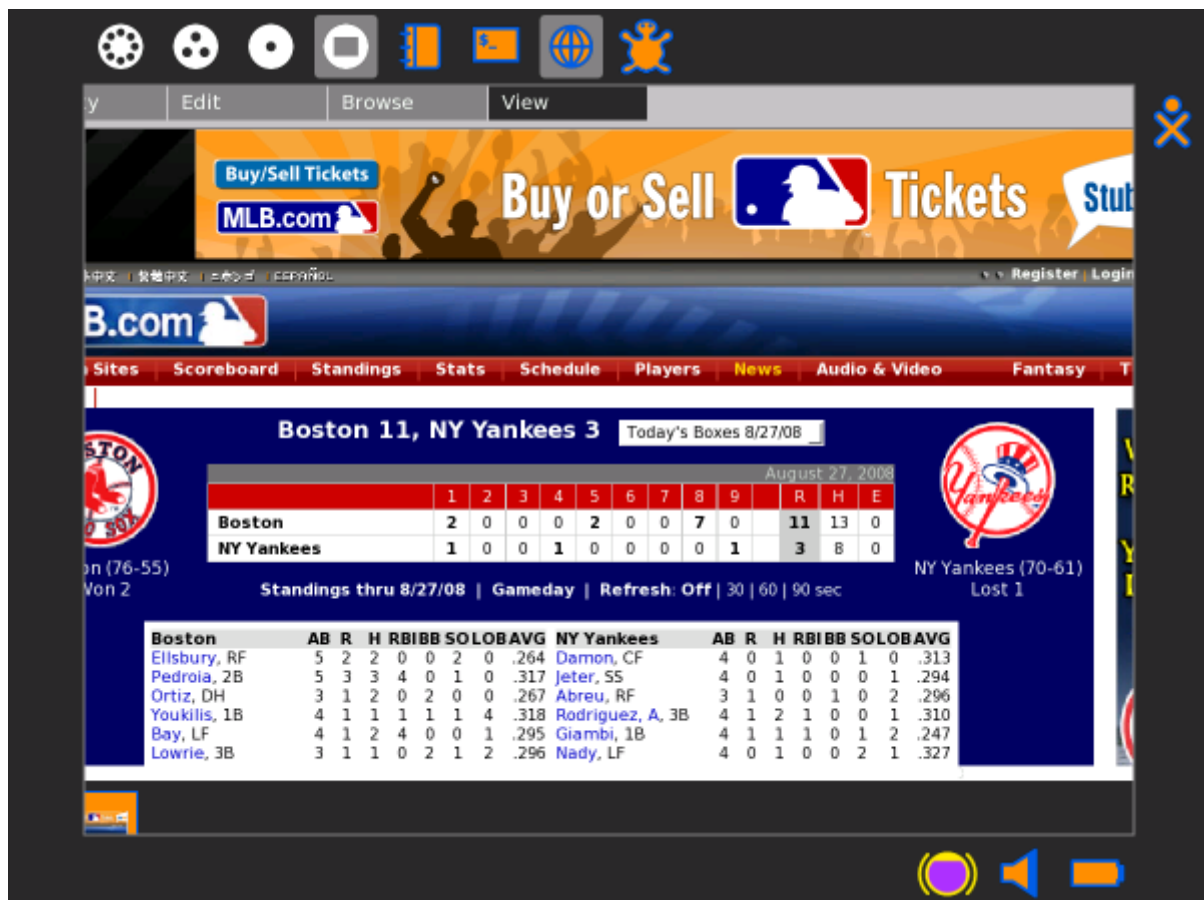 $_
y Edit Browse View
Buy/Sell Tickets
MLB.com
Buy or Sell Tickets
Stub
中文 | 繁體中文 | ESPAÑOL
Register | Login
B.com
Sites Scoreboard Standings Stats Schedule Players News Audio & Video Fantasy T
Boston 11, NY Yankees 3 Today's Boxes 8/27/08
August 27, 2008
1 2 3 4 5 6 7 8 9 R H E
Boston 2 0 0 0 2 0 0 7 0 11 13 0
NY Yankees 1 0 0 1 0 0 0 0 1 3 8 0
STON
D SOX
Yankees
n (76-55)
Won 2
NY Yankees (70-61)
Lost 1
Standings thru 8/27/08 | Gameday | Refresh: Off | 30 | 60 | 90 sec
Boston AB R H RBI BB SO LOB AVG NY Yankees AB R H RBI BB SO LOB AVG
Ellsbury, RF 5 2 2 0 0 2 0 .264 Damon, CF 4 0 1 0 0 1 0 .313
Pedroia, 2B 5 3 3 4 0 1 0 .317 Jeter, SS 4 0 1 0 0 0 1 .294
Ortiz, DH 3 1 2 0 2 0 0 .267 Abreu, RF 3 1 0 0 1 0 2 .296
Youkilis, 1B 4 1 1 1 1 1 4 .318 Rodriguez, A, 3B 4 1 2 1 0 0 1 .310
Bay, LF 4 1 2 4 0 0 1 .295 Giambi, 1B 4 1 1 1 0 1 2 .247
Lowrie, 3B 3 1 1 0 2 1 2 .296 Nady, LF 4 0 1 0 0 2 1 .327